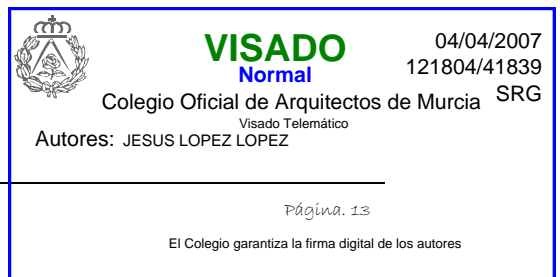 VISADO
04/04/2007
Normal
121804/41839
Colegio Oficial de Arquitectos de Murcia
SRG
Visado Telemático
Autores: JESUS LOPEZ LOPEZ
Página. 13
El Colegio garantiza la firma digital de los autores